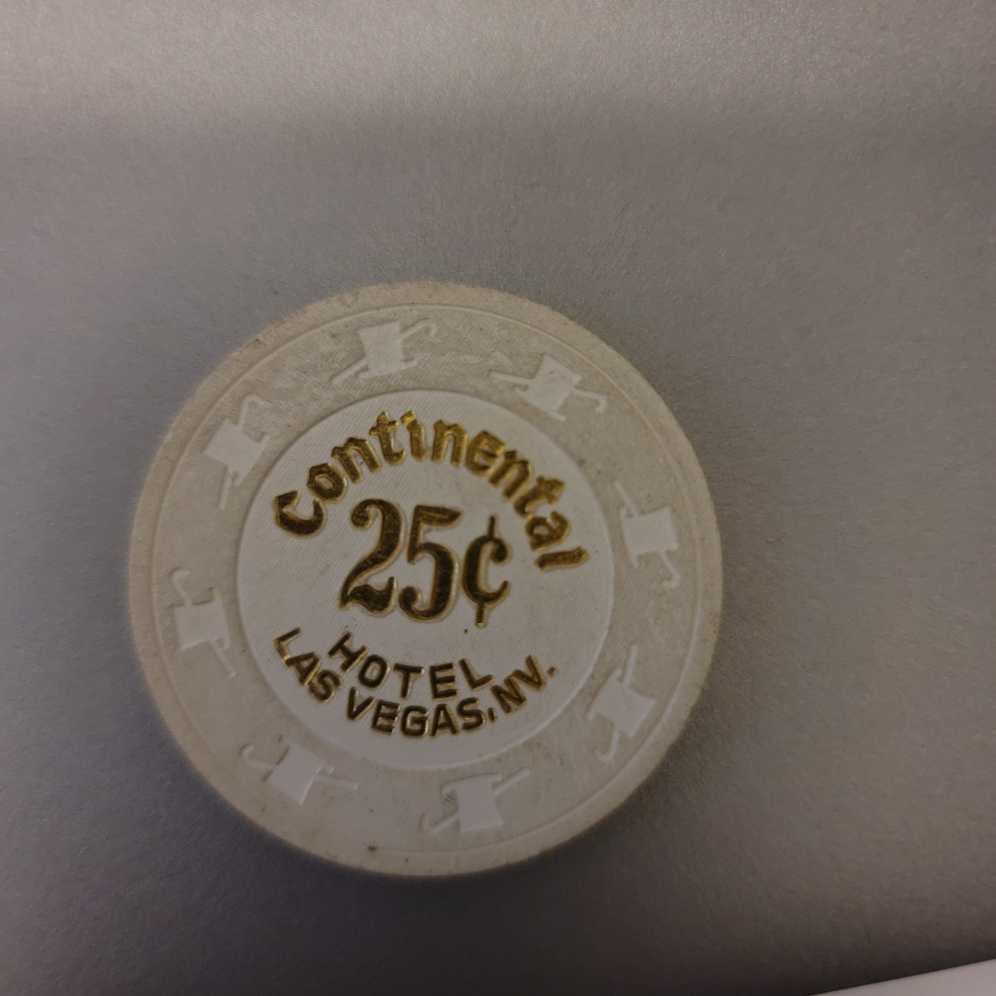 Continental
25¢
HOTEL
LAS VEGAS, NV.